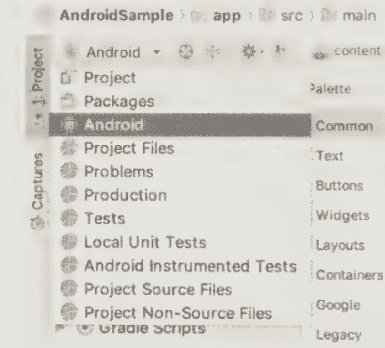 AndroidSample app src main
Android content
Project
Packages
Android
Project Files
Problems
Production
Tests
Local Unit Tests
Android Instrumented Tests
Project Source Files
Project Non-Source Files
Gradle Scripts
1: Project
Captures
Palette
Common
Text
Buttons
Widgets
Layouts
Containers
Google
Legacy